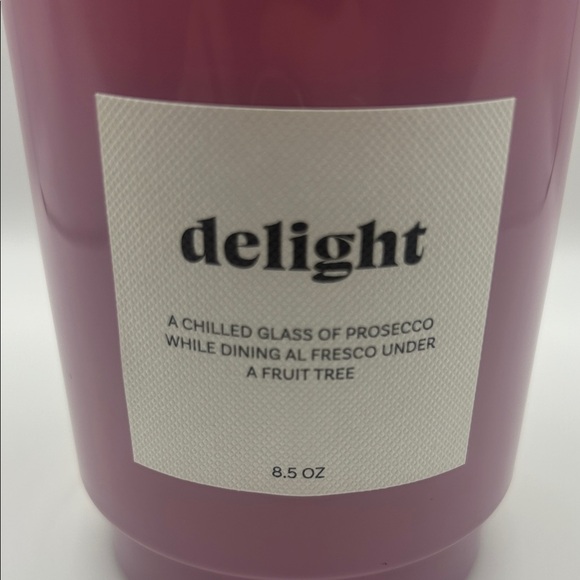 delight
A CHILLED GLASS OF PROSECCO
WHILE DINING AL FRESCO UNDER
A FRUIT TREE
8.5 OZ